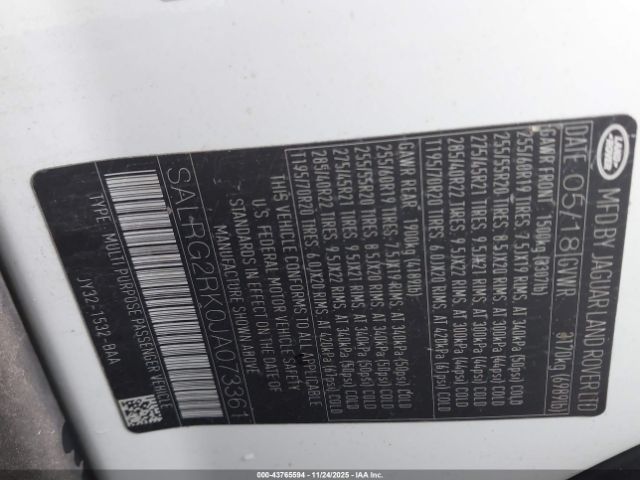 LAND ROVER
MFD BY JAGUAR LAND ROVER LTD
DATE: 05/18 GVWR
GAWR FRONT 1500kg
255/60R19 TIRES 7.5JX19 RIMS, AT 340kPa (50psi) COLD
255/55R20 TIRES 8.5JX20 RIMS, AT 300kPa (44psi) COLD
275/45R21 TIRES 9.5JX21 RIMS, AT 300kPa (44psi) COLD
285/40R22 TIRES 9.5JX22 RIMS, AT 300kPa (44psi) COLD
T195/70R20 TIRES 6.0JX20 RIMS, AT 420kPa (61psi) COLD
GAWR REAR 1900kg
255/60R19 TIRES 7.5JX19 RIMS, AT 340kPa (50psi) COLD
255/55R20 TIRES 8.5JX20 RIMS, AT 340kPa (50psi) COLD
275/45R21 TIRES 9.5JX21 RIMS, AT 340kPa (50psi) COLD
285/40R22 TIRES 9.5JX22 RIMS, AT 340kPa (50psi) COLD
T195/70R20 TIRES 6.0JX20 RIMS, AT 420kPa (61psi) COLD
THIS VEHICLE CONFORMS TO ALL APPLICABLE
U.S FEDERAL MOTOR VEHICLE SAFETY
STANDARDS IN EFFECT ON THE DATE OF
MANUFACTURE SHOWN ABOVE
SALRG2RK0JA073361
TYPE: MULTI PURPOSE PASSENGER VEHICLE
JY32-1533-BAA
000-43765594 - 11/24/2025 - IAAI.COM